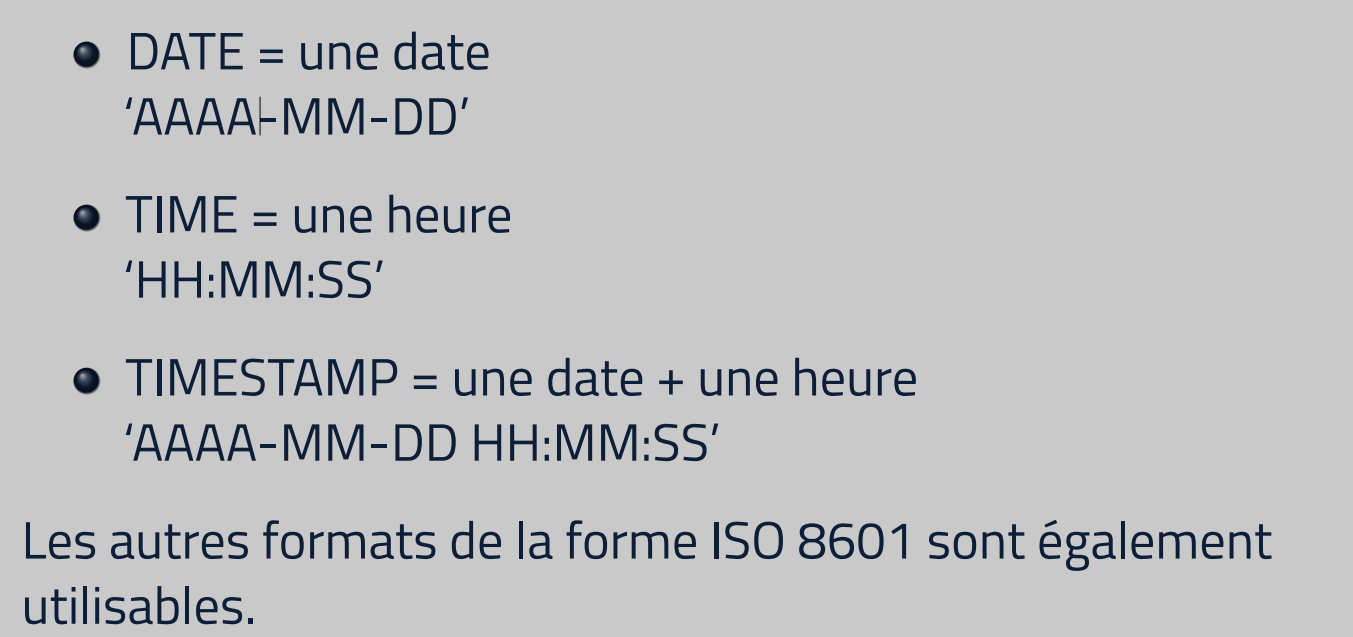 DATE = une date
‘AAAA-MM-DD’
TIME = une heure
‘HH:MM:SS’
TIMESTAMP = une date + une heure
‘AAAA-MM-DD HH:MM:SS’
Les autres formats de la forme ISO 8601 sont également
utilisables.